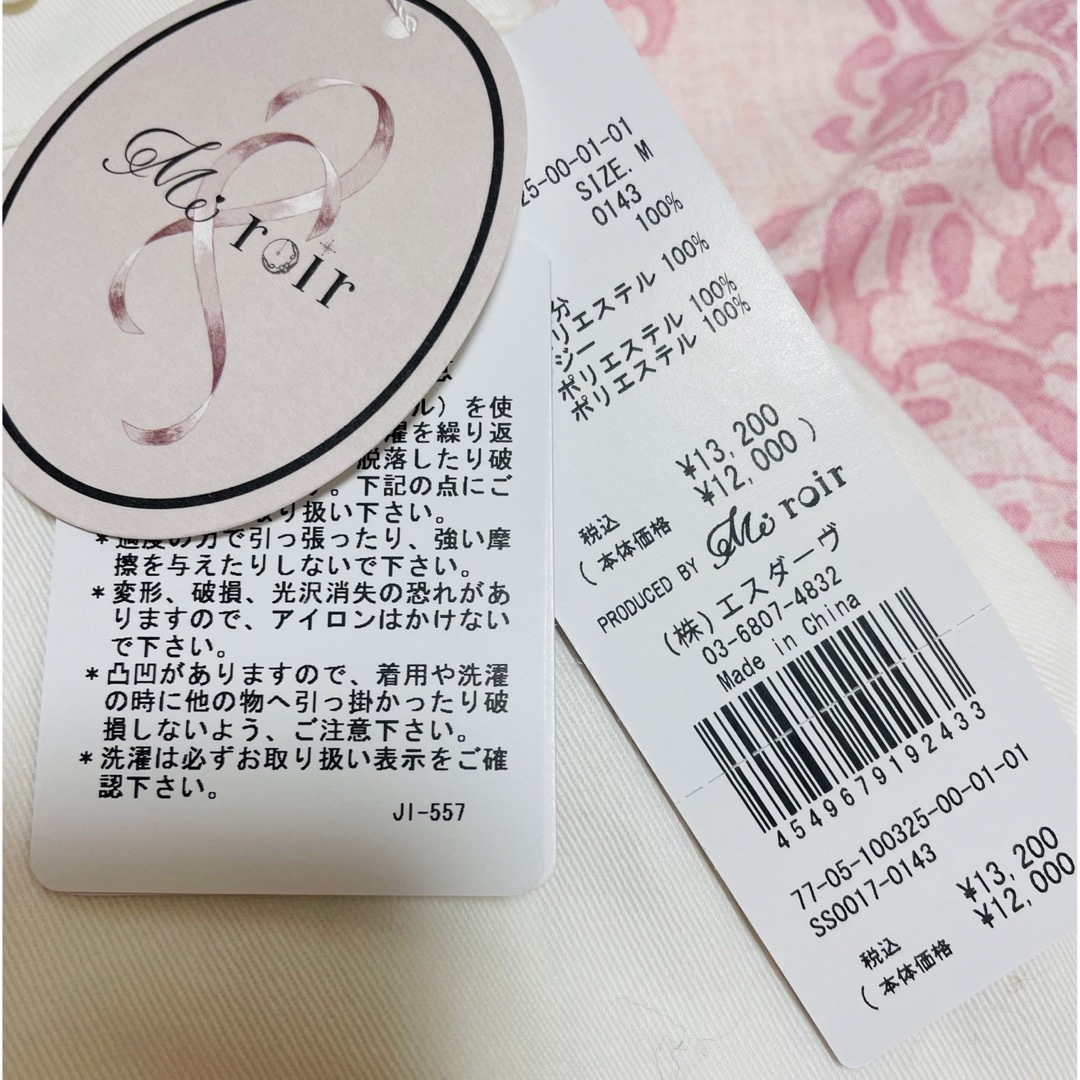 Mi roir
ル）を使
濯を繰り返
脱落したり破
。下記の点にご
取り扱い下さい。
*過度の力で引っ張ったり、強い摩
擦を与えたりしないで下さい。
*変形、破損、光沢消失の恐れがあ
りますので、アイロンはかけない
で下さい。
*凸凹がありますので、着用や洗濯
の時に他の物へ引っ掛かったり破
損しないよう、ご注意下さい。
*洗濯は必ずお取り扱い表示をご確
認下さい。
JI-557
25-00-01-01
SIZE. M
0143
100%
分
リエステル 100%
ジー
ポリエステル 100%
ポリエステル 100%
税込 ¥13,200
(本体価格 ¥12,000)
PRODUCED BY Mi roir
(株)エスダーヴ
03-6807-4832
Made in China
4549679192433
77-05-100325-00-01-01
SS0017-0143
税込 ¥13,200
(本体価格 ¥12,000